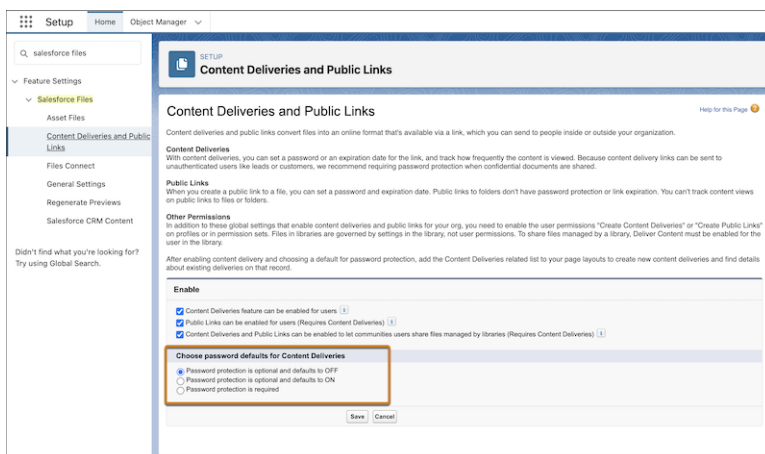 Setup
Home
Object Manager
salesforce files
Feature Settings
Salesforce Files
Asset Files
Content Deliveries and Public
Links
Files Connect
General Settings
Regenerate Previews
Salesforce CRM Content
Didn't find what you're looking for?
Try using Global Search.
SETUP
Content Deliveries and Public Links
Content Deliveries and Public Links
Help for this Page
Content deliveries and public links convert files into an online format that's available via a link, which you can send to people inside or outside your organization.
Content Deliveries
With content deliveries, you can set a password or an expiration date for the link, and track how frequently the content is viewed. Because content delivery links can be sent to
unauthenticated users like leads or customers, we recommend requiring password protection when confidential documents are shared.
Public Links
When you create a public link to a file, you can set a password and expiration date. Public links to folders don't have password protection or link expiration. You can't track content views
on public links to files or folders.
Other Permissions
In addition to these global settings that enable content deliveries and public links for your org, you need to enable the user permissions "Create Content Deliveries" or "Create Public Links"
on profiles or in permission sets. Files in libraries are governed by settings in the library, not user permissions. To share files managed by a library, Deliver Content must be enabled for the
user in the library.
After enabling content delivery and choosing a default for password protection, add the Content Deliveries related list to your page layouts to create new content deliveries and find details
about existing deliveries on that record.
Enable
Content Deliveries feature can be enabled for users
Public Links can be enabled for users (Requires Content Deliveries)
Content Deliveries and Public Links can be enabled to let communities users share files managed by libraries (Requires Content Deliveries)
Choose password defaults for Content Deliveries
Password protection is optional and defaults to OFF
Password protection is optional and defaults to ON
Password protection is required
Save Cancel